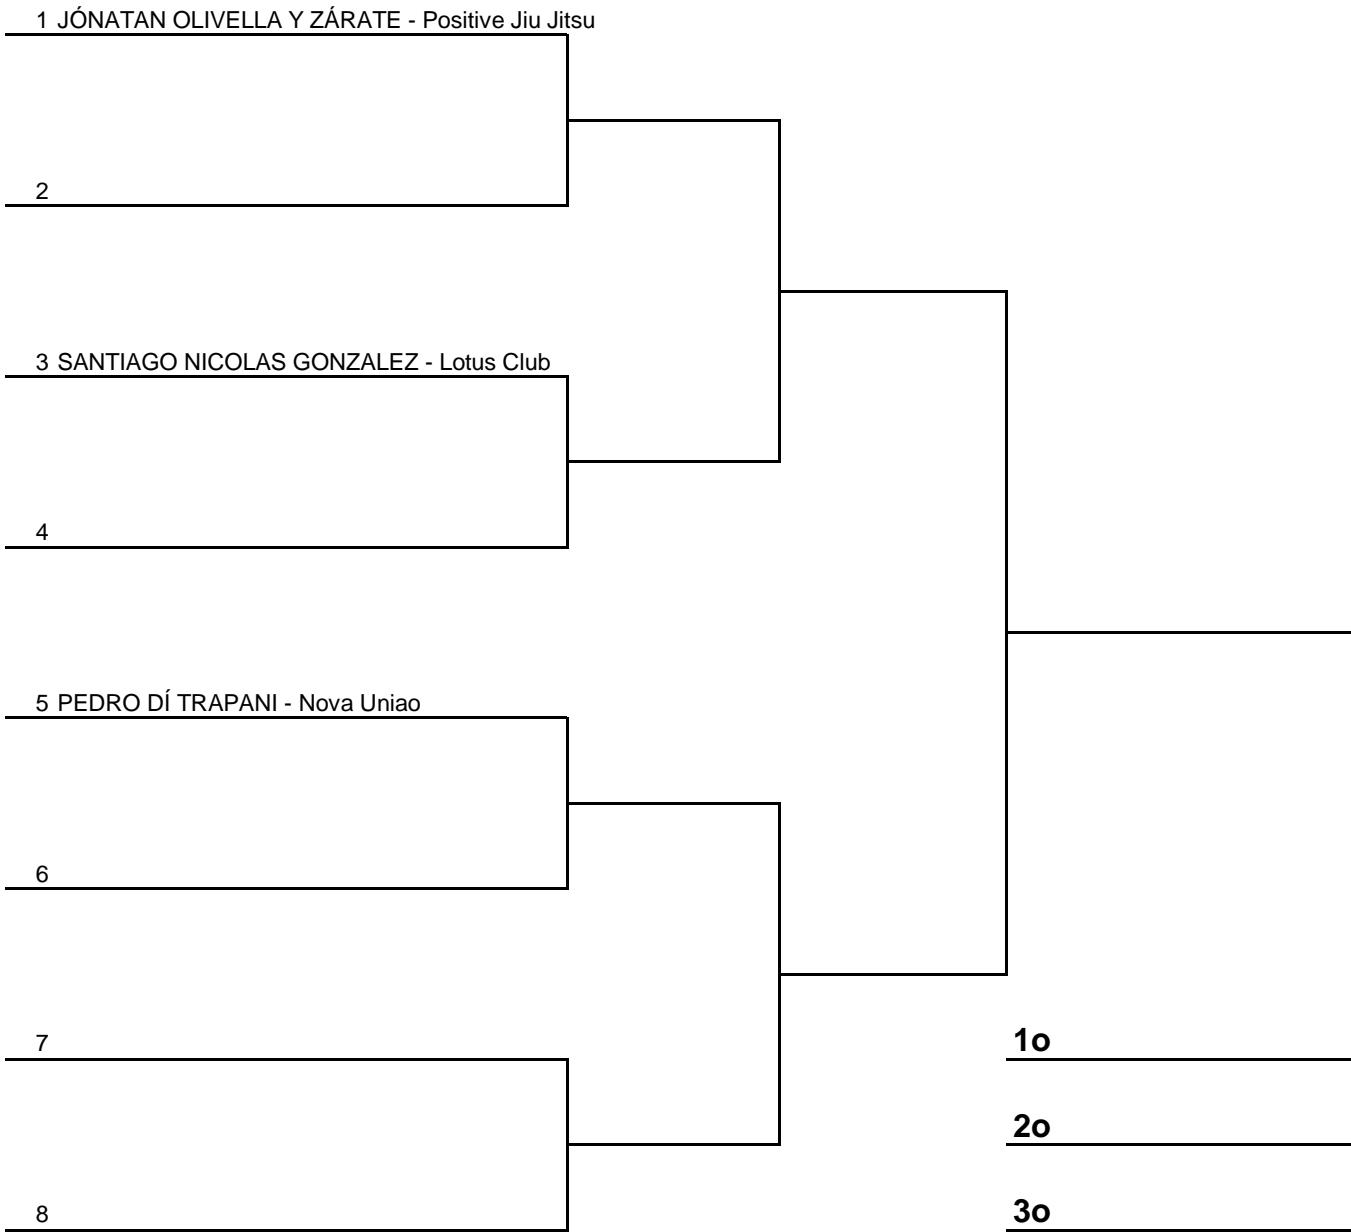 1 JÓNATAN OLIVELLA Y ZÁRATE - Positive Jiu Jitsu
2
3 SANTIAGO NICOLAS GONZALEZ - Lotus Club
4
5 PEDRO DÍ TRAPANI - Nova Uniao
6
7
1o
2o
8
3o